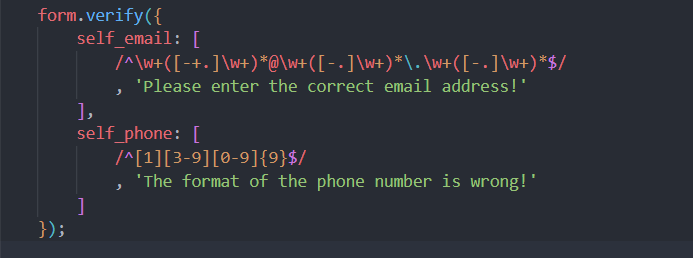 form.verify({
self_email: [
/^\w+([-+.]\w+)*@\w+([-.]\w+)*\.\w+([-.]\w+)*$/
, 'Please enter the correct email address!'
],
self_phone: [
/^[1][3-9][0-9]{9}$/
, 'The format of the phone number is wrong!'
]
});